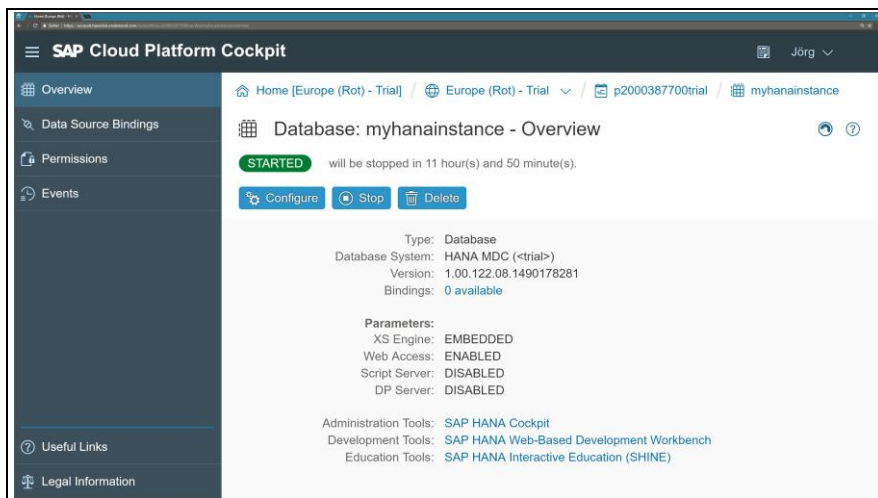 SAP Cloud Platform Cockpit
Jörg
Overview
Data Source Bindings
Permissions
Events
Useful Links
Legal Information
Home [Europe (Rot) - Trial] / Europe (Rot) - Trial / p2000387700trial / myhanainstance
Database: myhanainstance - Overview
STARTED will be stopped in 11 hour(s) and 50 minute(s).
Configure Stop Delete
Type: Database
Database System: HANA MDC (<trial>)
Version: 1.00.122.08.1490178281
Bindings: 0 available
Parameters:
XS Engine: EMBEDDED
Web Access: ENABLED
Script Server: DISABLED
DP Server: DISABLED
Administration Tools: SAP HANA Cockpit
Development Tools: SAP HANA Web-Based Development Workbench
Education Tools: SAP HANA Interactive Education (SHINE)